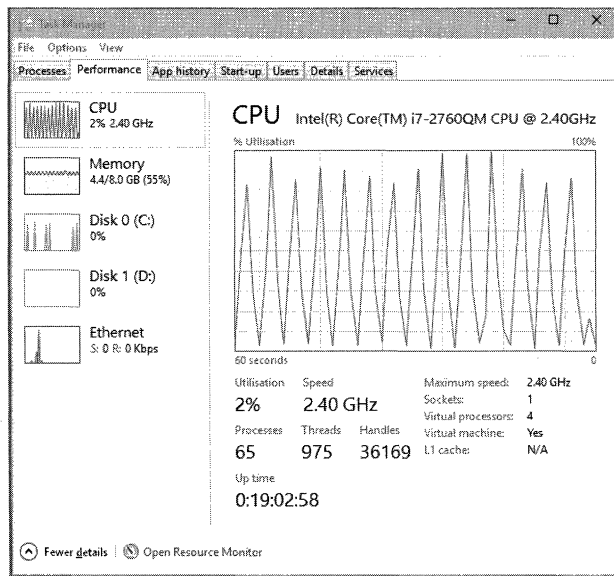 Task Manager
File Options View
Processes Performance App history Start-up Users Details Services
CPU
2% 2.40 GHz
Memory
4.4/8.0 GB (55%)
Disk 0 (C:)
0%
Disk 1 (D:)
0%
Ethernet
S: 0 R: 0 Kbps
CPU Intel(R) Core(TM) i7-2760QM CPU @ 2.40GHz
% Utilisation 100%
60 seconds 0
Utilisation Speed
2% 2.40 GHz
Processes Threads Handles
65 975 36169
Up time
0:19:02:58
Maximum speed: 2.40 GHz
Sockets: 1
Virtual processors: 4
Virtual machine: Yes
L1 cache: N/A
Fewer details Open Resource Monitor